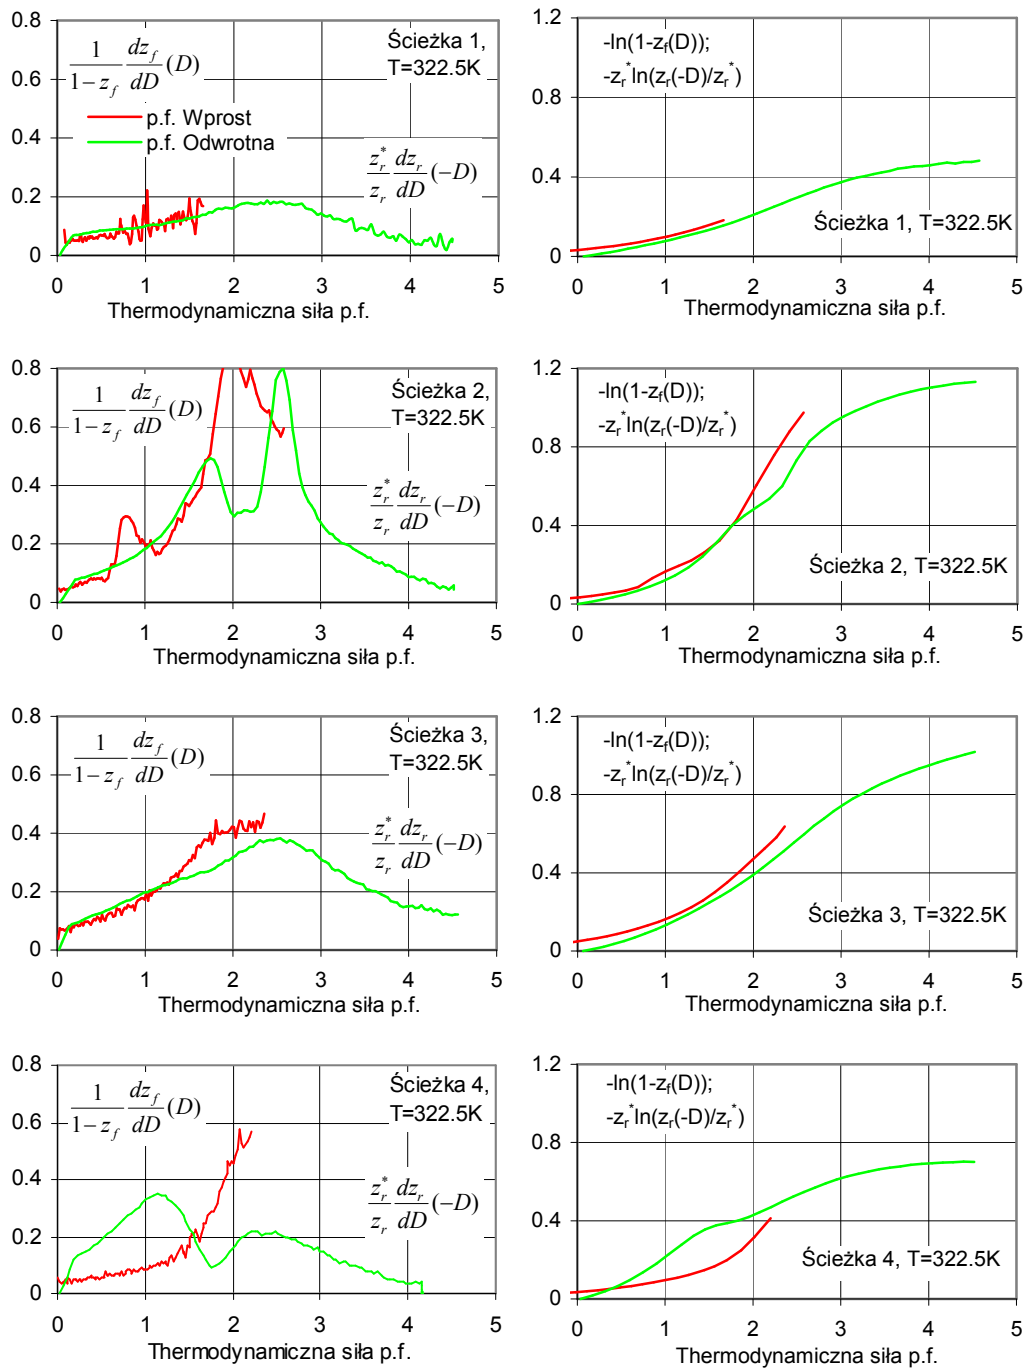 0.8
0.6
0.4
0.2
0
1/(1−z_f) dz_f/dD (D)
Ścieżka 1,
T=322.5K
p.f. Wprost
p.f. Odwrotna
z_r^*/z_r dz_r/dD (−D)
0 1 2 3 4 5
Thermodynamiczna siła p.f.
1.2
0.8
0.4
0
-ln(1-z_f(D));
-z_r^*ln(z_r(-D)/z_r^*)
Ścieżka 1, T=322.5K
0 1 2 3 4 5
Thermodynamiczna siła p.f.
0.8
0.6
0.4
0.2
0
1/(1−z_f) dz_f/dD (D)
Ścieżka 2,
T=322.5K
z_r^*/z_r dz_r/dD (−D)
0 1 2 3 4 5
Thermodynamiczna siła p.f.
1.2
0.8
0.4
0
-ln(1-z_f(D));
-z_r^*ln(z_r(-D)/z_r^*)
Ścieżka 2, T=322.5K
0 1 2 3 4 5
Thermodynamiczna siła p.f.
0.8
0.6
0.4
0.2
0
1/(1−z_f) dz_f/dD (D)
Ścieżka 3,
T=322.5K
z_r^*/z_r dz_r/dD (−D)
0 1 2 3 4 5
Thermodynamiczna siła p.f.
1.2
0.8
0.4
0
-ln(1-z_f(D));
-z_r^*ln(z_r(-D)/z_r^*)
Ścieżka 3, T=322.5K
0 1 2 3 4 5
Thermodynamiczna siła p.f.
0.8
0.6
0.4
0.2
0
1/(1−z_f) dz_f/dD (D)
Ścieżka 4,
T=322.5K
z_r^*/z_r dz_r/dD (−D)
0 1 2 3 4 5
Thermodynamiczna siła p.f.
1.2
0.8
0.4
0
-ln(1-z_f(D));
-z_r^*ln(z_r(-D)/z_r^*)
Ścieżka 4, T=322.5K
0 1 2 3 4 5
Thermodynamiczna siła p.f.